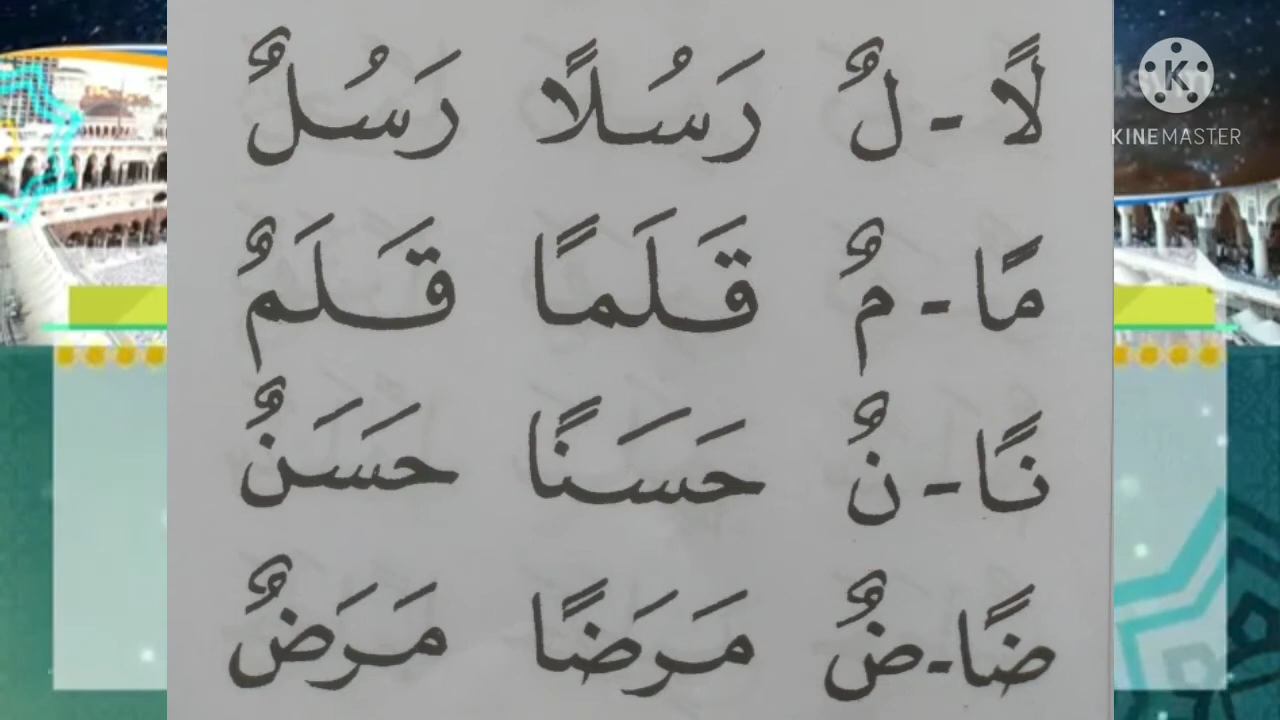 لًا - لٌ رَسُلًا رَسُلٌ
مًا - مٌ قَلَمًا قَلَمٌ
نًا - نٌ حَسَنًا حَسَنٌ
ضًا - ضٌ مَرَضًا مَرَضٌ
KINEMASTER